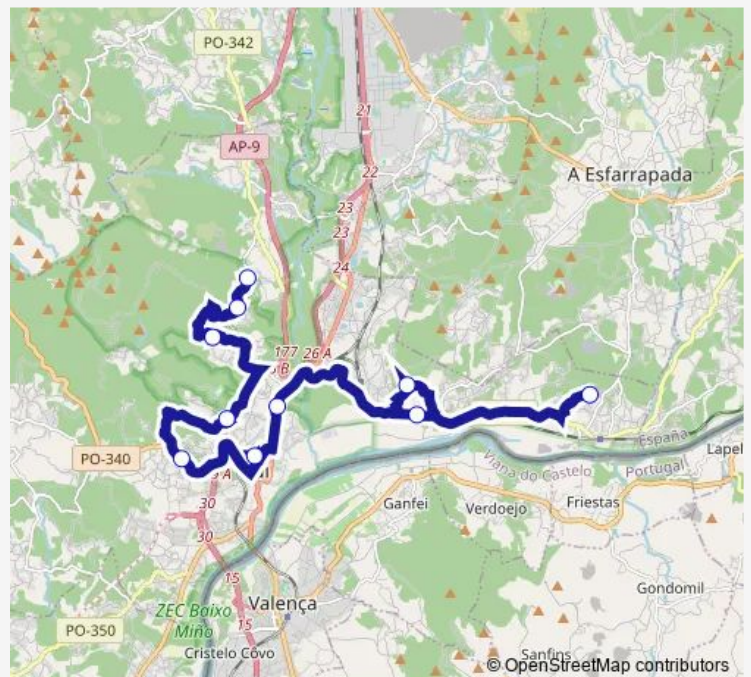 PO-342
21
AP-9
22
A Esfarrapada
23
23
24
177
26 A
B
PO-340
A
España
Portugal
Viana do Castelo
Lapel
30
Ganfei
Verdoejo
Friestas
30
15
Gondomil
ZEC Baixo
Miño
Valença
15
PO-350
Cristelo Côvo
Sanfins
© OpenStreetMap contributors